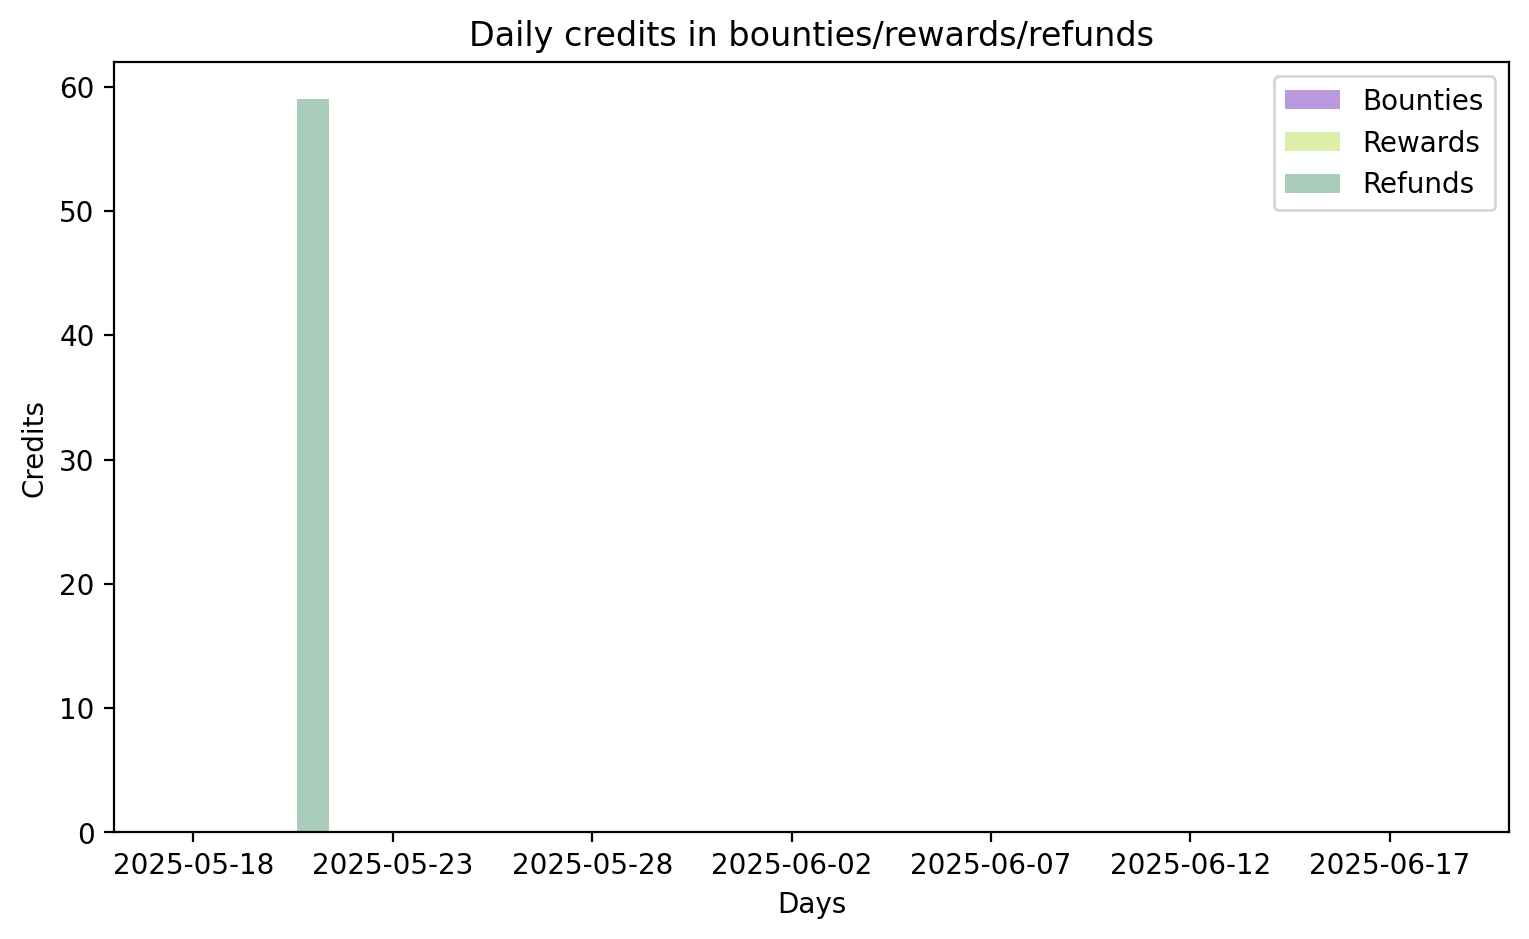 Daily credits in bounties/rewards/refunds
Bounties
Rewards
Refunds
Credits
60
50
40
30
20
10
0
2025-05-18 2025-05-23 2025-05-28 2025-06-02 2025-06-07 2025-06-12 2025-06-17
Days